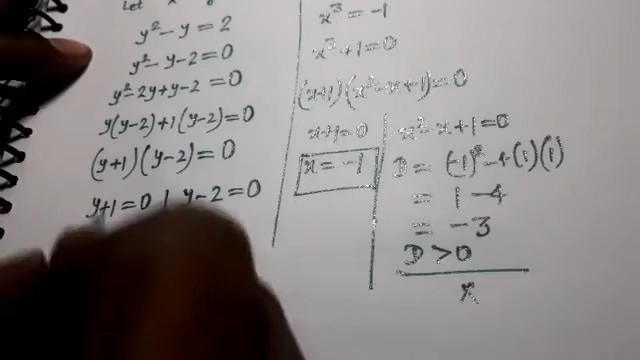 Let
y² - y = 2
y² - y - 2 = 0
y² - 2y + y - 2 = 0
y(y-2)+1(y-2) = 0
(y+1)(y-2) = 0
y+1=0 | y-2=0
x³ = -1
x³ + 1 = 0
(x+1)(x² - x + 1) = 0
x+1=0
x = -1
x² - x + 1 = 0
D = (-1)² - 4(1)(1)
= 1 - 4
= -3
D > 0
x